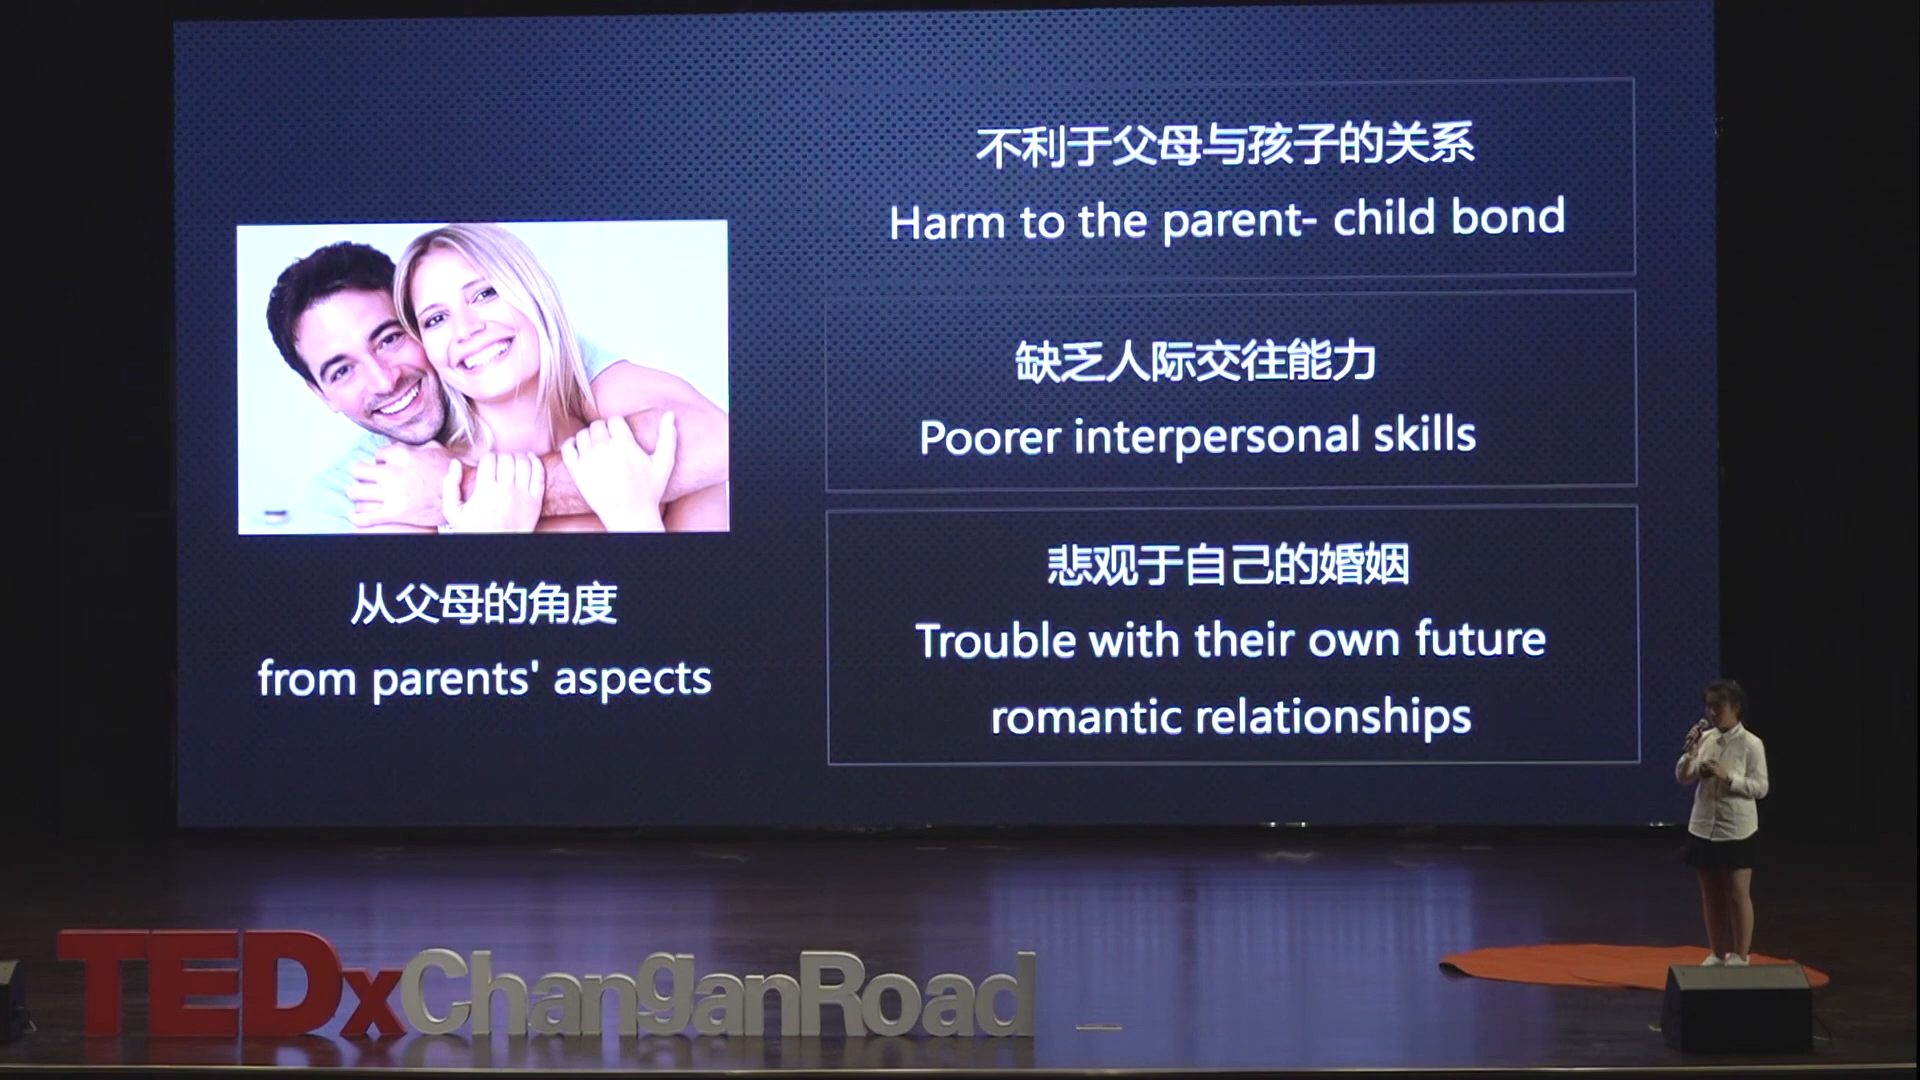 从父母的角度
from parents' aspects
不利于父母与孩子的关系
Harm to the parent- child bond
缺乏人际交往能力
Poorer interpersonal skills
悲观于自己的婚姻
Trouble with their own future
romantic relationships
TEDxChanganRoad